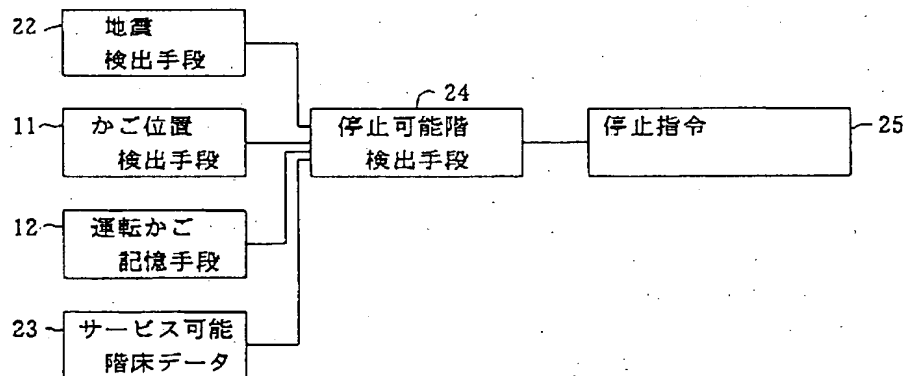 22
地震
検出手段
11
かご位置
検出手段
12
運転かご
記憶手段
23
サービス可能
階床データ
24
停止可能階
検出手段
停止指令
25